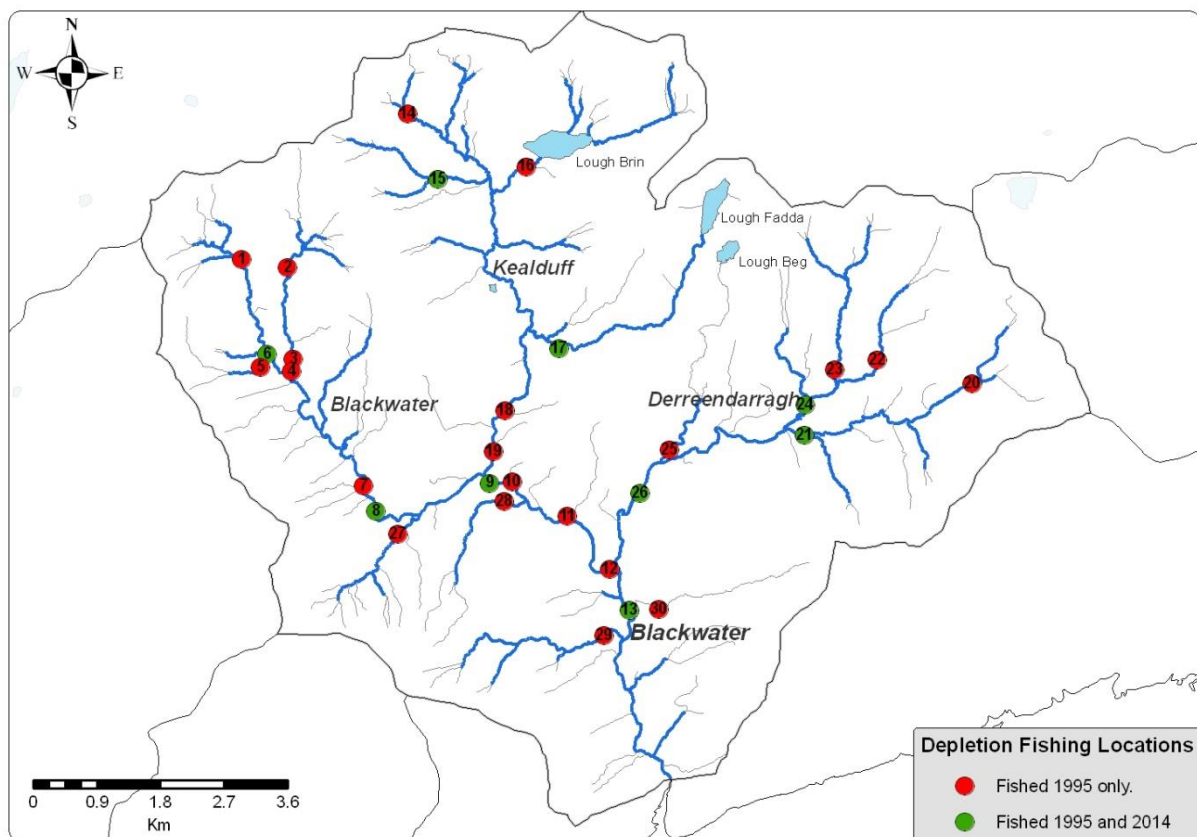 N
W E
S
14
16
Lough Brin
15
Lough Fadda
1
2
Kealduff
Lough Beg
6
3
17
5
4
23
22
20
Blackwater
18
Derreendarragh
24
21
19
25
7
9
10
26
8
28
11
27
12
13
30
29
Blackwater
0 0.9 1.8 2.7 3.6
Km
Depletion Fishing Locations
Fished 1995 only.
Fished 1995 and 2014